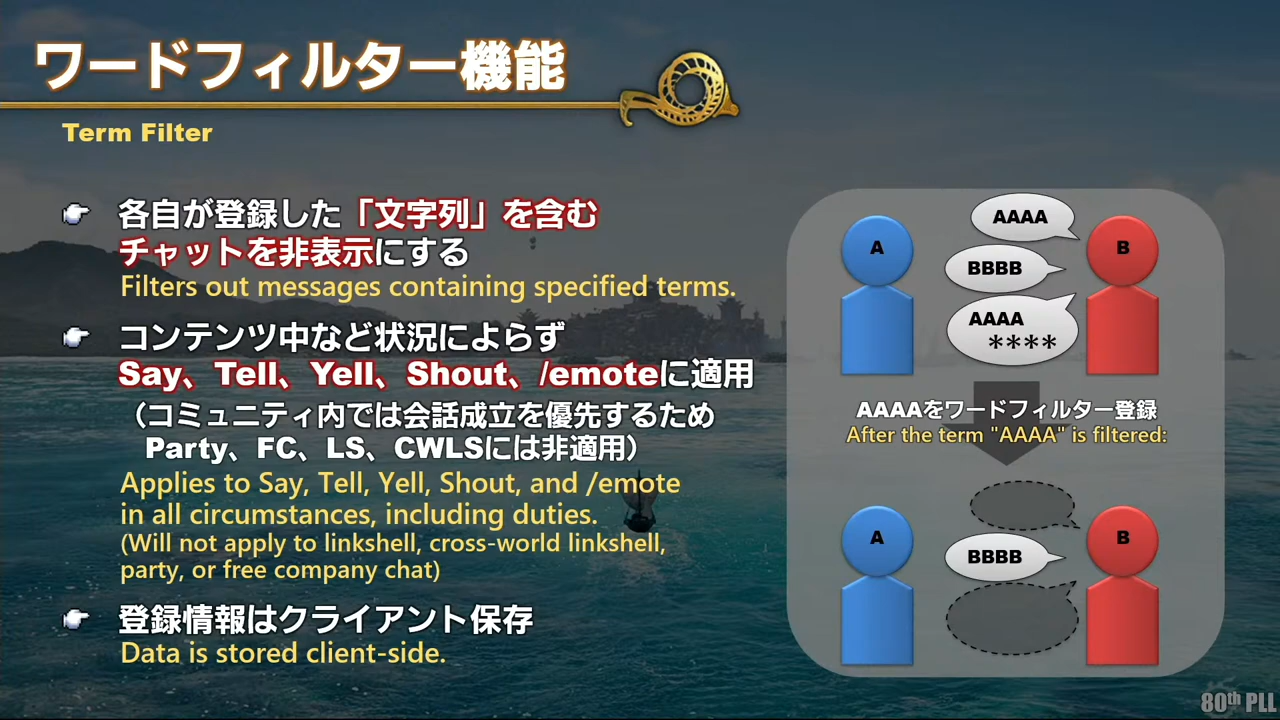 ワードフィルター機能
Term Filter
各自が登録した「文字列」を含む
チャットを非表示にする
Filters out messages containing specified terms.
コンテンツ中など状況によらず
Say、Tell、Yell、Shout、/emoteに適用
（コミュニティ内では会話成立を優先するため
Party、FC、LS、CWLSには非適用）
Applies to Say, Tell, Yell, Shout, and /emote
in all circumstances, including duties.
(Will not apply to linkshell, cross-world linkshell,
party, or free company chat)
登録情報はクライアント保存
Data is stored client-side.
A
AAAA
B
BBBB
AAAA
****
AAAAをワードフィルター登録
After the term "AAAA" is filtered:
A
BBBB
B
80th PLL